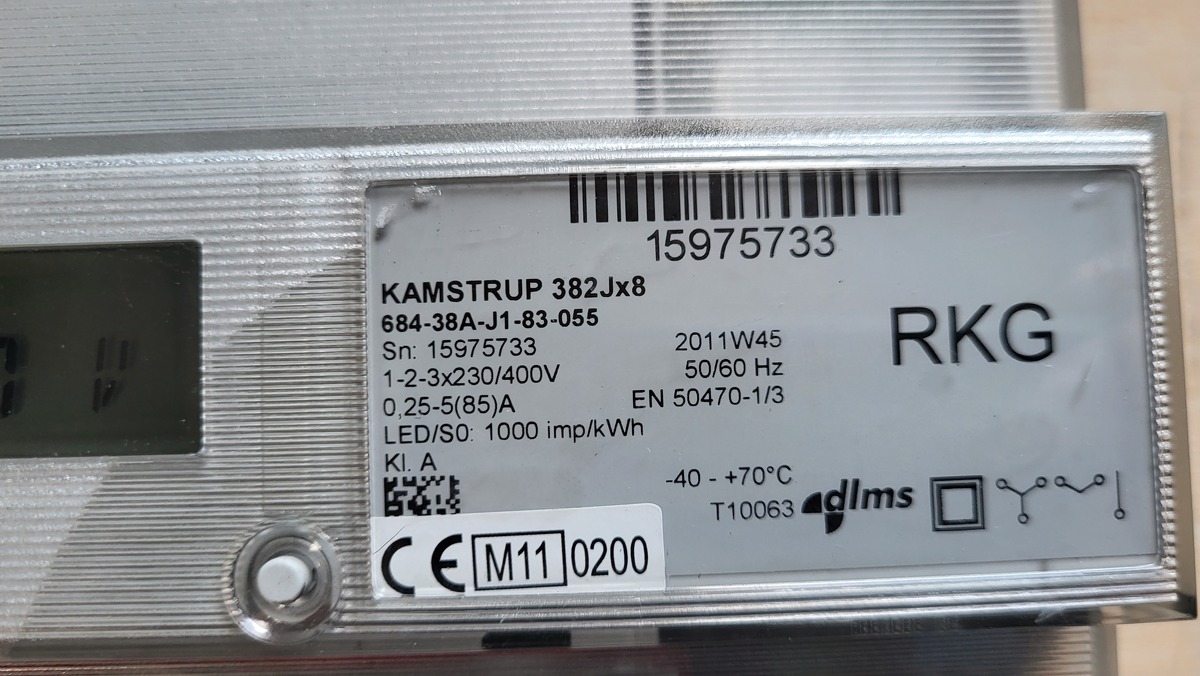 15975733
KAMSTRUP 382Jx8
684-38A-J1-83-055
Sn: 15975733 2011W45
1-2-3x230/400V 50/60 Hz
0,25-5(85)A EN 50470-1/3
LED/S0: 1000 imp/kWh
Kl. A
RKG
-40 - +70°C
T10063 dlms
CE M11 0200